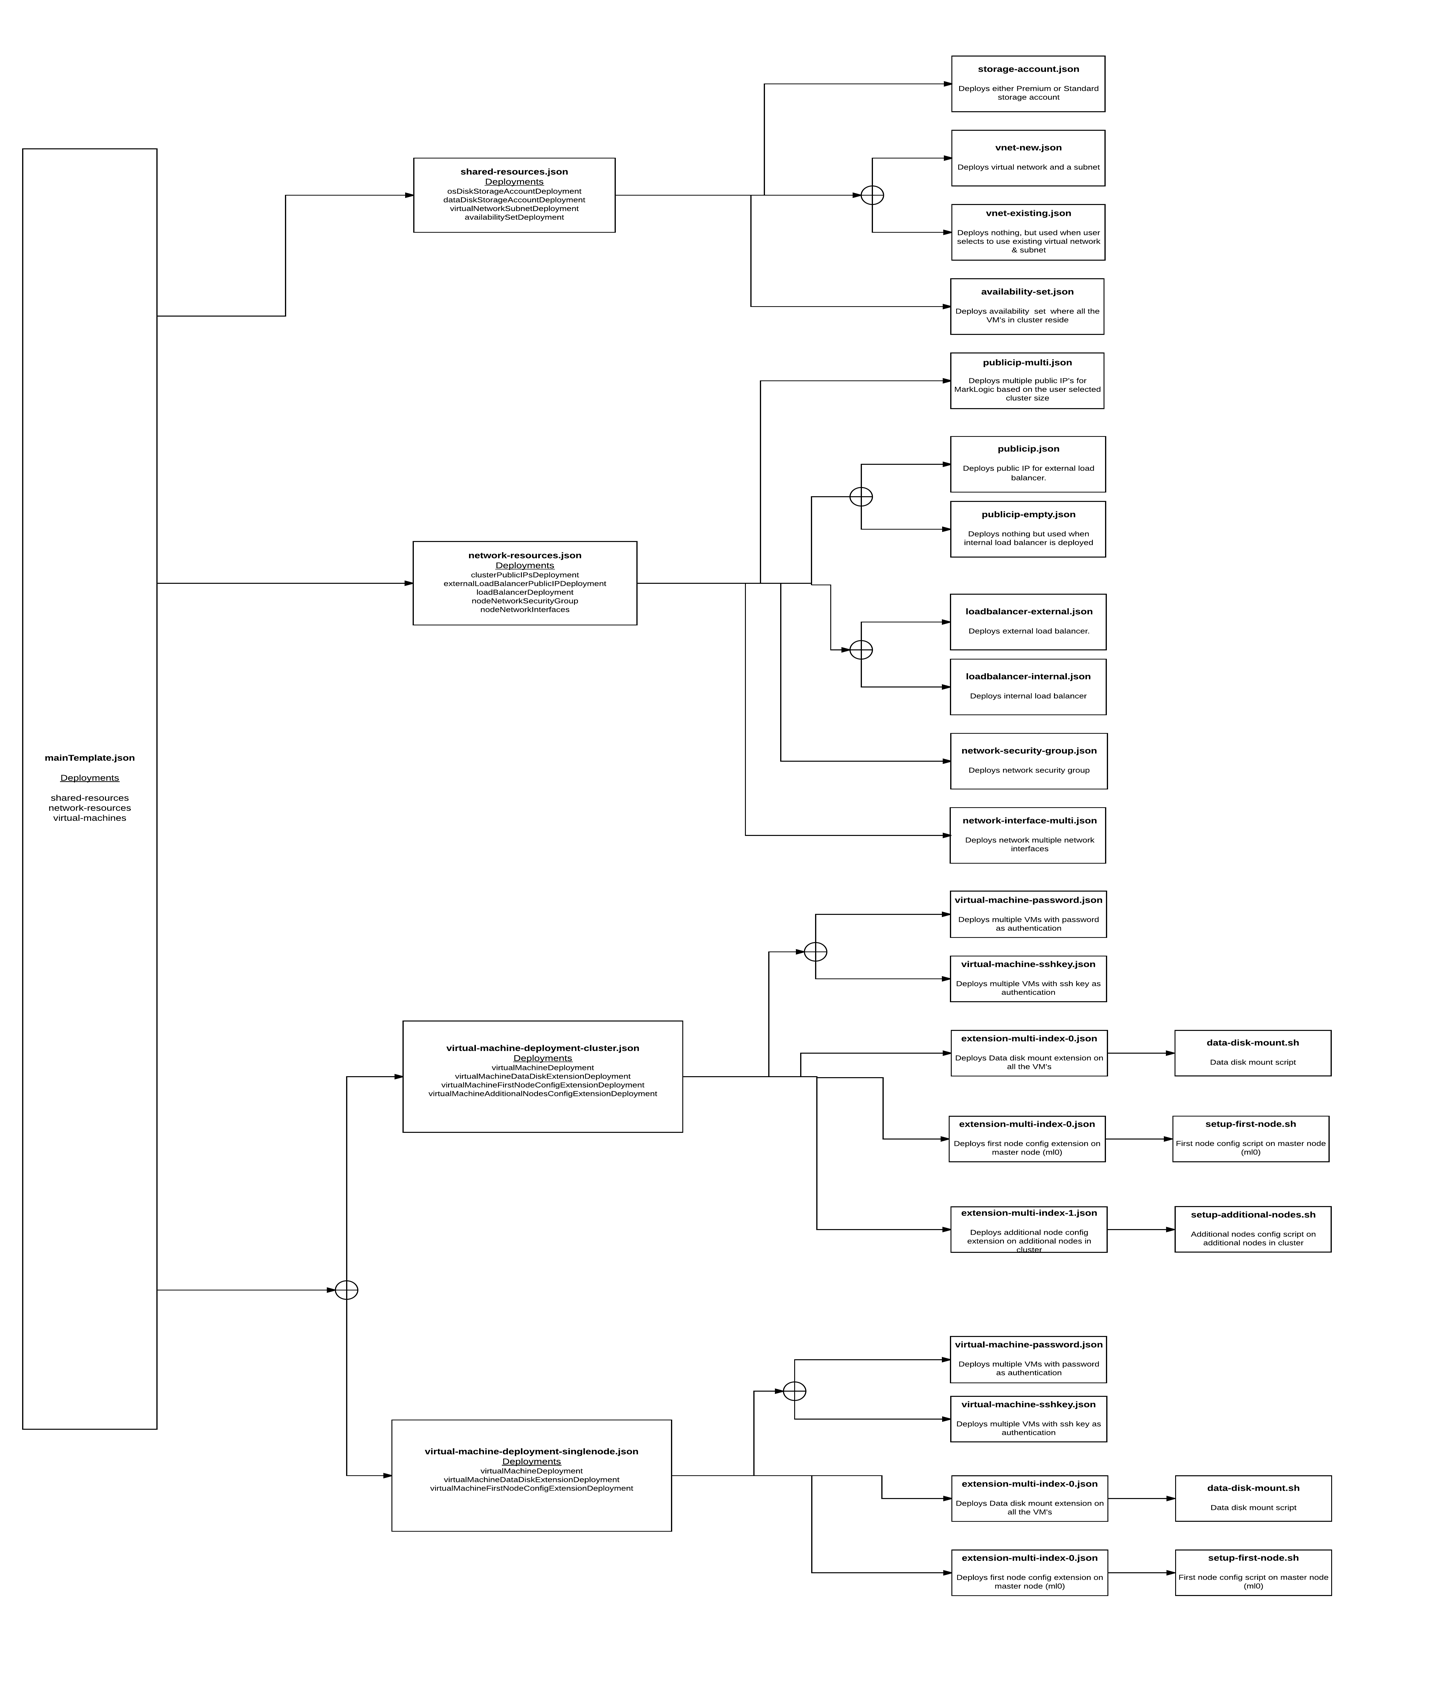 mainTemplate.json
Deployments
shared-resources
network-resources
virtual-machines
shared-resources.json
Deployments
osDiskStorageAccountDeployment
dataDiskStorageAccountDeployment
virtualNetworkSubnetDeployment
availabilitySetDeployment
storage-account.json
Deploys either Premium or Standard
storage account
vnet-new.json
Deploys virtual network and a subnet
vnet-existing.json
Deploys nothing, but used when user
selects to use existing virtual network
& subnet
availability-set.json
Deploys availability set where all the
VM's in cluster reside
network-resources.json
Deployments
clusterPublicIPsDeployment
externalLoadBalancerPublicIPDeployment
loadBalancerDeployment
nodeNetworkSecurityGroup
nodeNetworkInterfaces
publicip-multi.json
Deploys multiple public IP's for
MarkLogic based on the user selected
cluster size
publicip.json
Deploys public IP for external load
balancer.
publicip-empty.json
Deploys nothing but used when
internal load balancer is deployed
loadbalancer-external.json
Deploys external load balancer.
loadbalancer-internal.json
Deploys internal load balancer
network-security-group.json
Deploys network security group
network-interface-multi.json
Deploys network multiple network
interfaces
virtual-machine-deployment-cluster.json
Deployments
virtualMachineDeployment
virtualMachineDataDiskExtensionDeployment
virtualMachineFirstNodeConfigExtensionDeployment
virtualMachineAdditionalNodesConfigExtensionDeployment
virtual-machine-password.json
Deploys multiple VMs with password
as authentication
virtual-machine-sshkey.json
Deploys multiple VMs with ssh key as
authentication
extension-multi-index-0.json
Deploys Data disk mount extension on
all the VM's
data-disk-mount.sh
Data disk mount script
extension-multi-index-0.json
Deploys first node config extension on
master node (ml0)
setup-first-node.sh
First node config script on master node
(ml0)
extension-multi-index-1.json
Deploys additional node config
extension on additional nodes in
cluster
setup-additional-nodes.sh
Additional nodes config script on
additional nodes in cluster
virtual-machine-deployment-singlenode.json
Deployments
virtualMachineDeployment
virtualMachineDataDiskExtensionDeployment
virtualMachineFirstNodeConfigExtensionDeployment
virtual-machine-password.json
Deploys multiple VMs with password
as authentication
virtual-machine-sshkey.json
Deploys multiple VMs with ssh key as
authentication
extension-multi-index-0.json
Deploys Data disk mount extension on
all the VM's
data-disk-mount.sh
Data disk mount script
extension-multi-index-0.json
Deploys first node config extension on
master node (ml0)
setup-first-node.sh
First node config script on master node
(ml0)